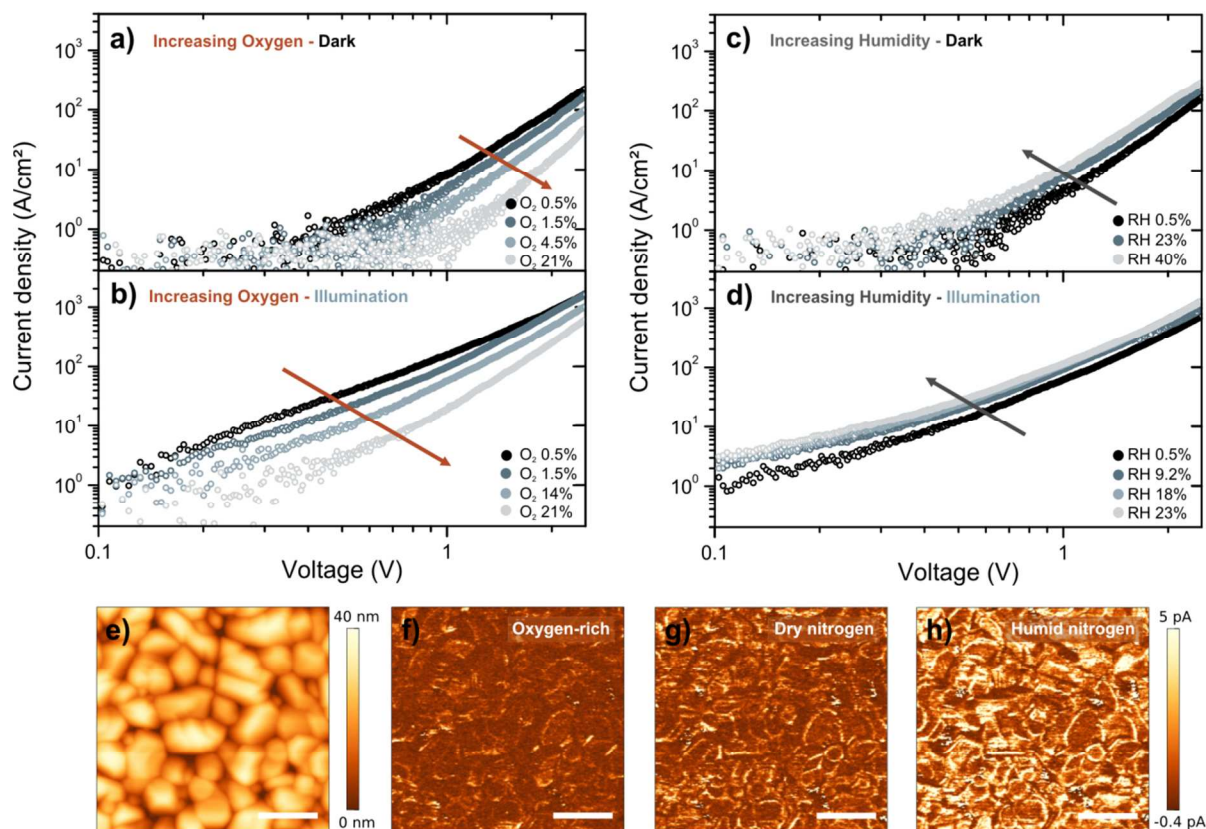 a)
Increasing Oxygen - Dark
10³
10²
10¹
10⁰
O₂ 0.5%
O₂ 1.5%
O₂ 4.5%
O₂ 21%
Current density (A/cm²)
b)
Increasing Oxygen - Illumination
10³
10²
10¹
10⁰
O₂ 0.5%
O₂ 1.5%
O₂ 14%
O₂ 21%
0.1
1
Voltage (V)
c)
Increasing Humidity - Dark
10³
10²
10¹
10⁰
RH 0.5%
RH 23%
RH 40%
Current density (A/cm²)
d)
Increasing Humidity - Illumination
10³
10²
10¹
10⁰
RH 0.5%
RH 9.2%
RH 18%
RH 23%
0.1
1
Voltage (V)
e)
40 nm
0 nm
f)
Oxygen-rich
g)
Dry nitrogen
h)
Humid nitrogen
5 pA
-0.4 pA